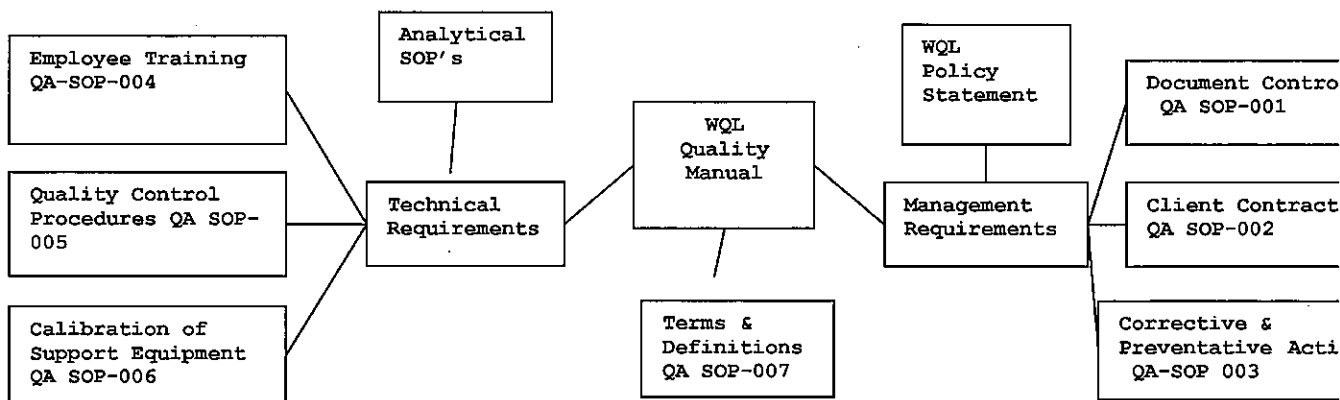 Employee Training
QA-SOP-004
Analytical
SOP's
WQL
Policy
Statement
Document Contro
QA SOP-001
WQL
Quality
Manual
Quality Control
Procedures QA SOP-
005
Technical
Requirements
Management
Requirements
Client Contract
QA SOP-002
Calibration of
Support Equipment
QA SOP-006
Terms &
Definitions
QA SOP-007
Corrective &
Preventative Acti
QA-SOP 003